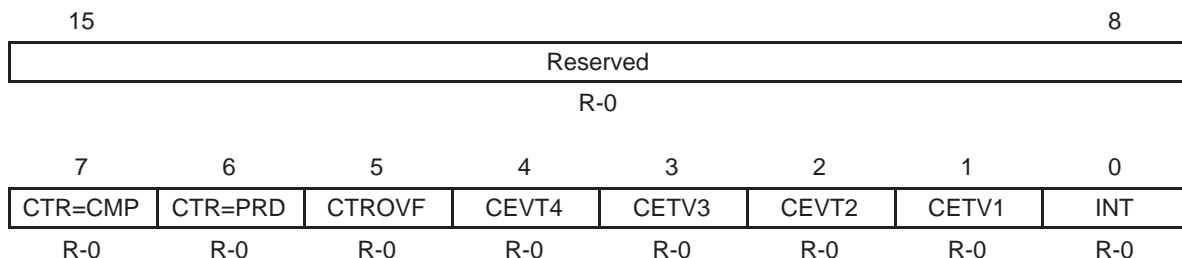 15 8
Reserved
R-0
7 6 5 4 3 2 1 0
CTR=CMP CTR=PRD CTROVF CEVT4 CETV3 CEVT2 CETV1 INT
R-0 R-0 R-0 R-0 R-0 R-0 R-0 R-0